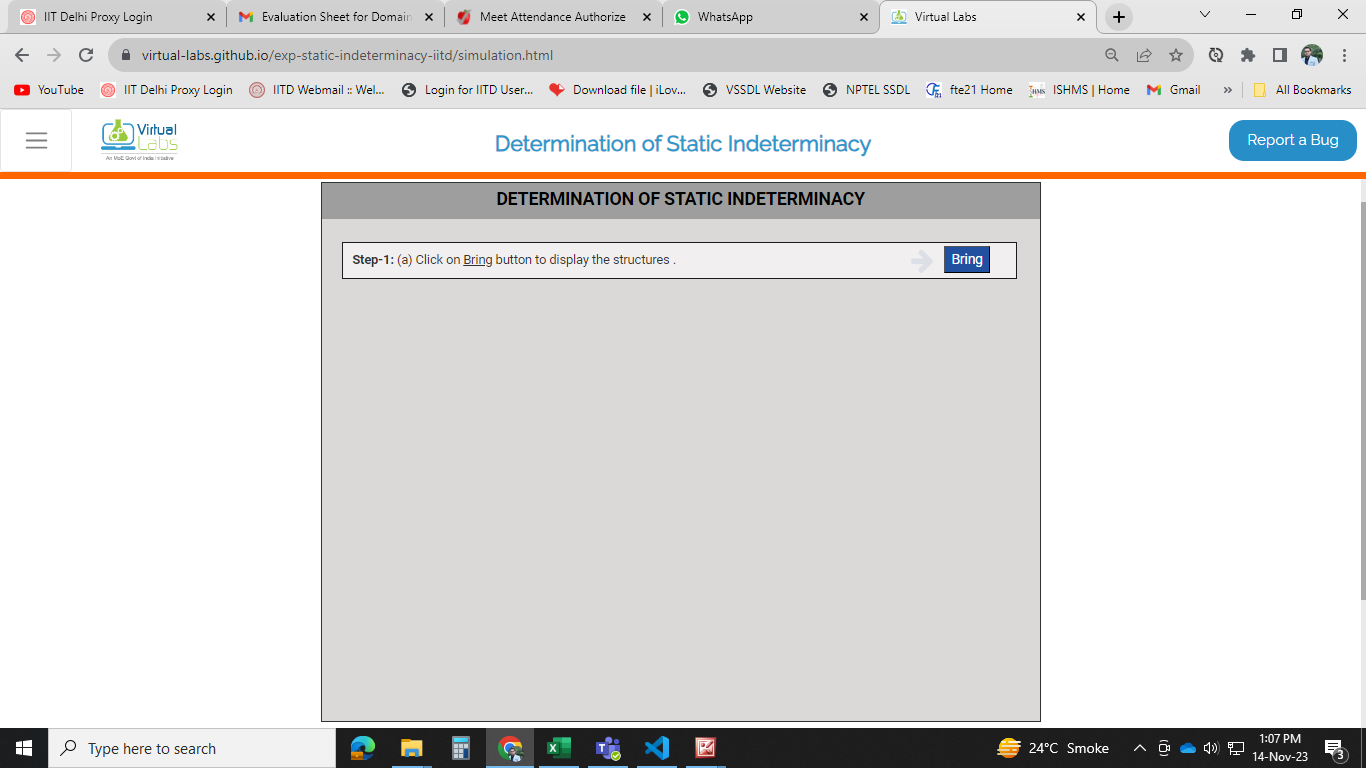 IIT Delhi Proxy Login
Evaluation Sheet for Domain
Meet Attendance Authorize
WhatsApp
Virtual Labs
virtual-labs.github.io/exp-static-indeterminacy-iitd/simulation.html
YouTube
IIT Delhi Proxy Login
IITD Webmail :: Wel...
Login for IITD User...
Download file | iLov...
VSSDL Website
NPTEL SSDL
fte21 Home
ISHMS | Home
Gmail
»
All Bookmarks
Virtual
Labs
An MoE Govt of India Initiative
Determination of Static Indeterminacy
Report a Bug
DETERMINATION OF STATIC INDETERMINACY
Step-1: (a) Click on Bring button to display the structures .
Bring
Type here to search
24°C Smoke
1:07 PM
14-Nov-23
3